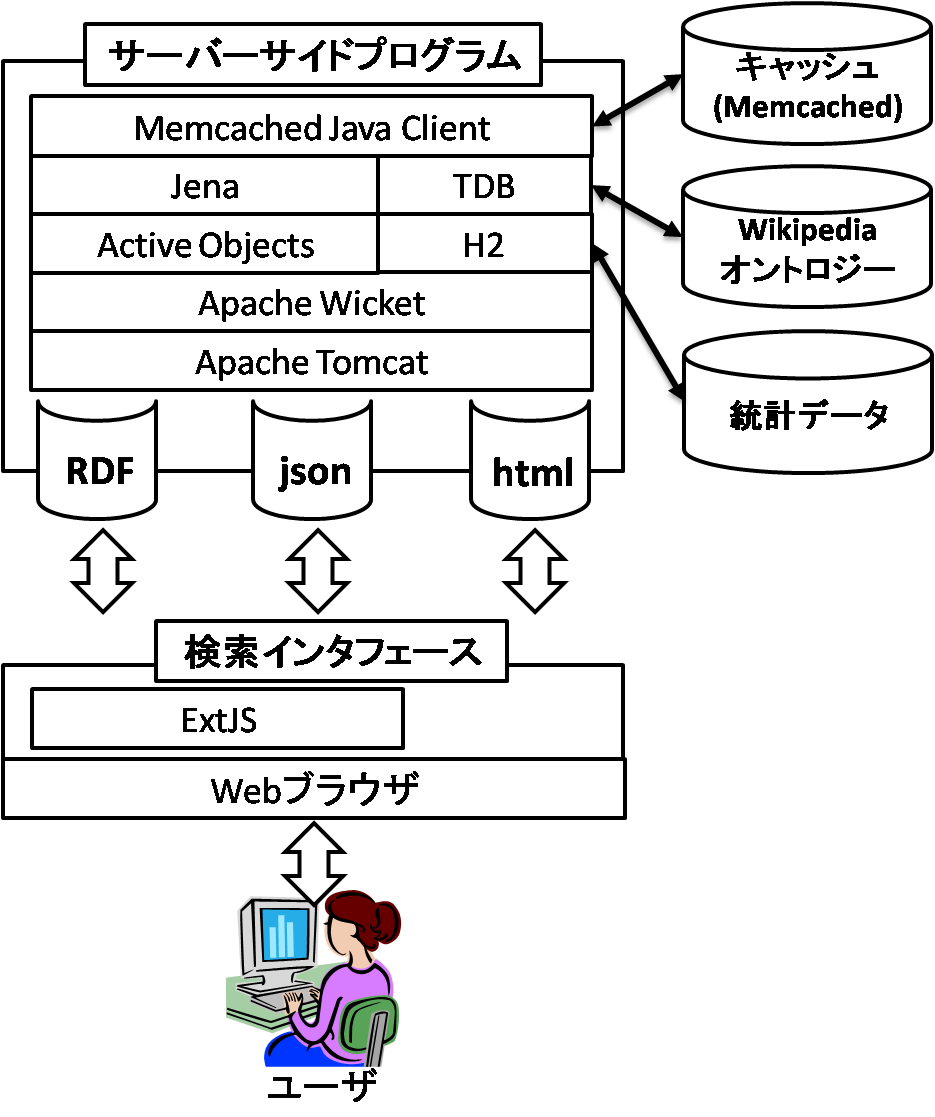 サーバーサイドプログラム
Memcached Java Client
Jena
TDB
Active Objects
H2
Apache Wicket
Apache Tomcat
キャッシュ
(Memcached)
Wikipedia
オントロジー
統計データ
RDF
json
html
検索インタフェース
ExtJS
Webブラウザ
ユーザ